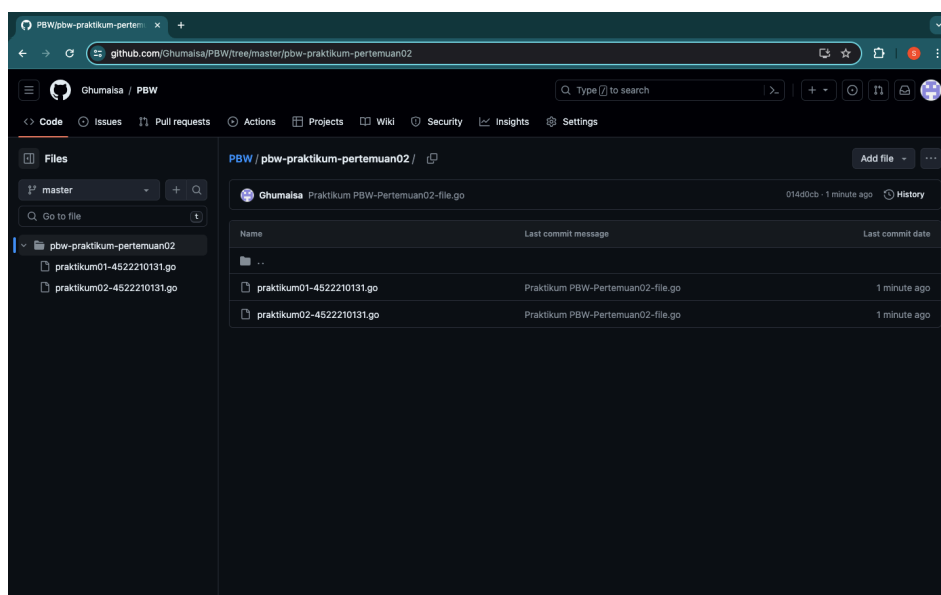 PBW/pbw-praktikum-pertem
github.com/Ghumaisa/PBW/tree/master/pbw-praktikum-pertemuan02
S
Ghumaisa / PBW
Type / to search
Code Issues Pull requests Actions Projects Wiki Security Insights Settings
Files
PBW / pbw-praktikum-pertemuan02 /
Add file
master
Ghumaisa Praktikum PBW-Pertemuan02-file.go
014d0cb · 1 minute ago History
Go to file t
Name Last commit message Last commit date
pbw-praktikum-pertemuan02
..
praktikum01-4522210131.go
praktikum02-4522210131.go
praktikum01-4522210131.go Praktikum PBW-Pertemuan02-file.go 1 minute ago
praktikum02-4522210131.go Praktikum PBW-Pertemuan02-file.go 1 minute ago